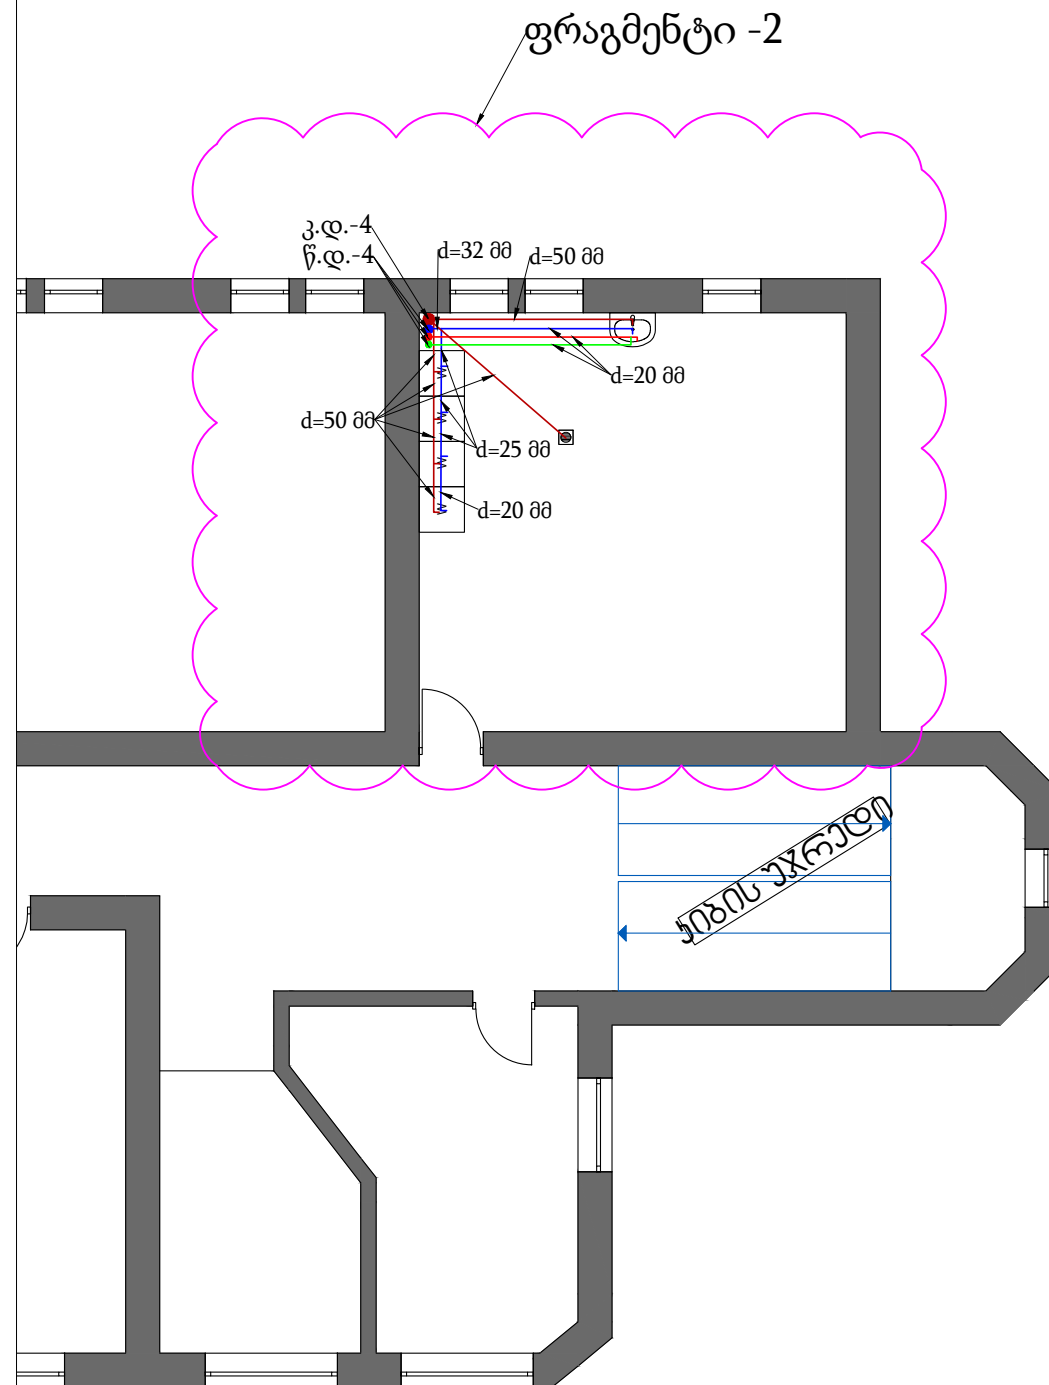 ფრაგმენტი -2
კ.დ.-4
წ.დ.-4
d=32 მმ
d=50 მმ
d=20 მმ
d=50 მმ
d=25 მმ
d=20 მმ
კიბის უჯრედი